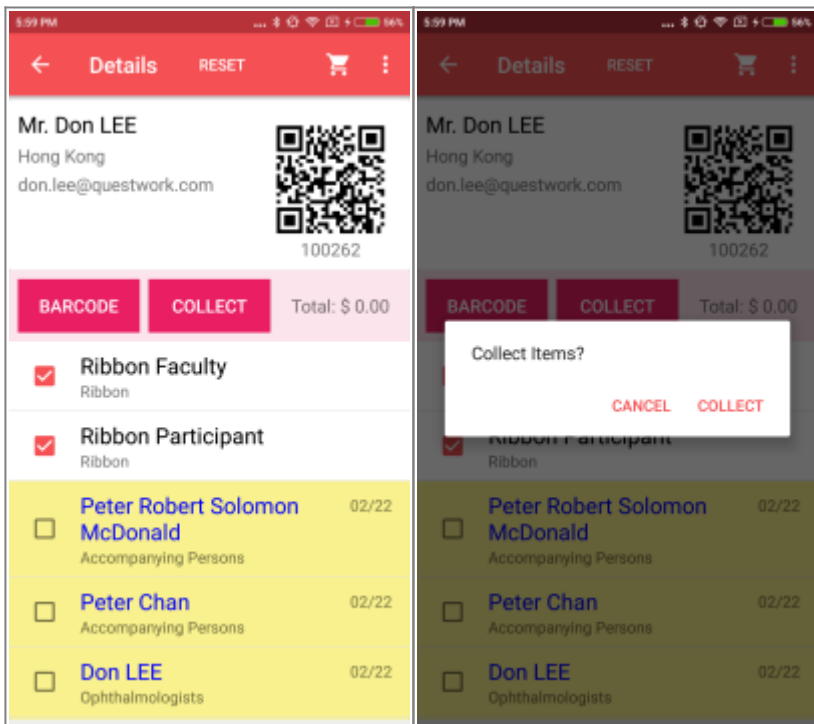 5:59 PM
... 56%
Details RESET
Mr. Don LEE
Hong Kong
don.lee@questwork.com
100262
BARCODE COLLECT Total: $ 0.00
Ribbon Faculty
Ribbon
Ribbon Participant
Ribbon
Peter Robert Solomon 02/22
McDonald
Accompanying Persons
Peter Chan 02/22
Accompanying Persons
Don LEE 02/22
Ophthalmologists
5:59 PM
... 56%
Details RESET
Mr. Don LEE
Hong Kong
don.lee@questwork.com
100262
BARCODE COLLECT Total: $ 0.00
Collect Items?
CANCEL COLLECT
Ribbon Participant
Ribbon
Peter Robert Solomon 02/22
McDonald
Accompanying Persons
Peter Chan 02/22
Accompanying Persons
Don LEE 02/22
Ophthalmologists